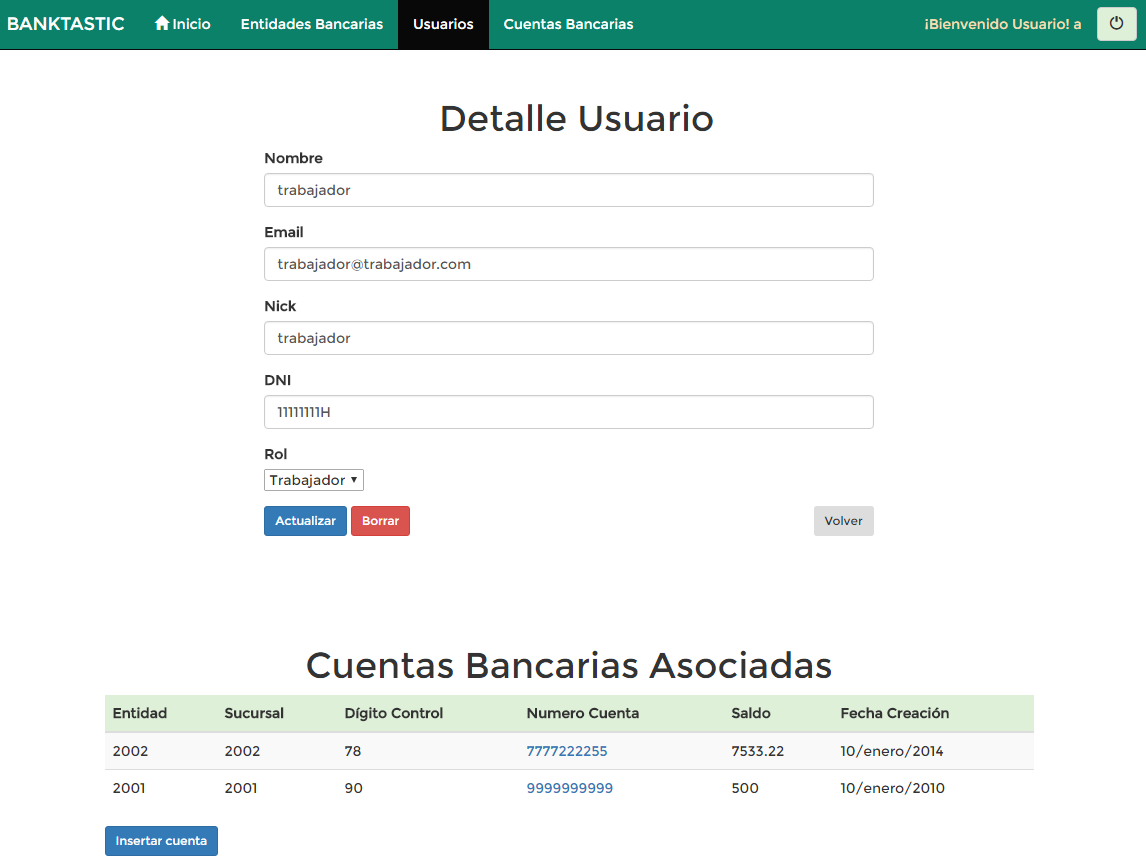 BANKTASTIC Inicio Entidades Bancarias Usuarios Cuentas Bancarias ¡Bienvenido Usuario! a
Detalle Usuario
Nombre
trabajador
Email
trabajador@trabajador.com
Nick
trabajador
DNI
11111111H
Rol
Trabajador
Actualizar Borrar Volver
Cuentas Bancarias Asociadas
Entidad Sucursal Dígito Control Numero Cuenta Saldo Fecha Creación
2002 2002 78 7777222255 7533.22 10/enero/2014
2001 2001 90 9999999999 500 10/enero/2010
Insertar cuenta